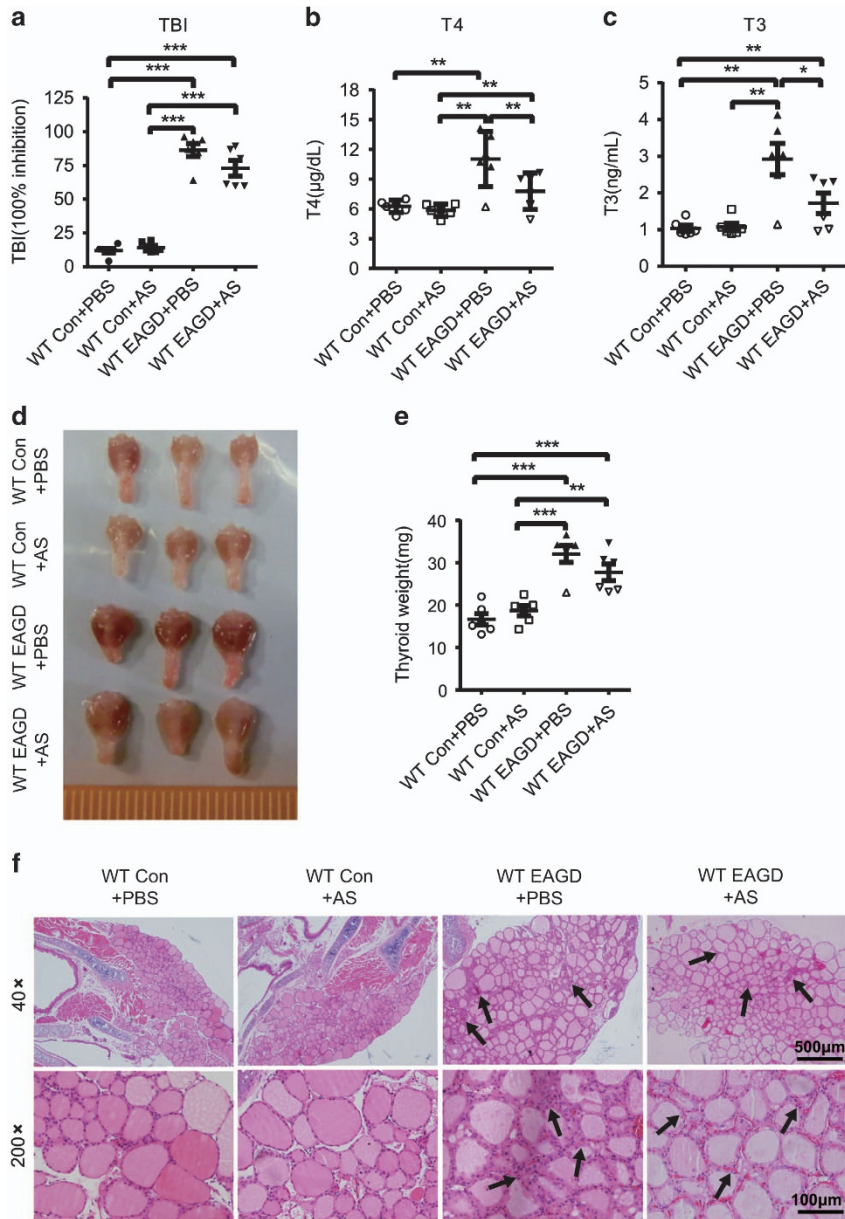 a
TBI
***
***
***
***
TBI(100% inhibition)
125
100
75
50
25
0
WT Con+PBS
WT Con+AS
WT EAGD+PBS
WT EAGD+AS
b
T4
**
**
**
**
T4(µg/dL)
18
15
12
9
6
3
0
WT Con+PBS
WT Con+AS
WT EAGD+PBS
WT EAGD+AS
c
T3
**
**
*
**
T3(ng/mL)
5
4
3
2
1
0
WT Con+PBS
WT Con+AS
WT EAGD+PBS
WT EAGD+AS
d
WT Con
+PBS
WT Con
+AS
WT EAGD
+PBS
WT EAGD
+AS
e
***
***
**
***
Thyroid weight(mg)
40
30
20
10
0
WT Con+PBS
WT Con+AS
WT EAGD+PBS
WT EAGD+AS
f
WT Con
+PBS
WT Con
+AS
WT EAGD
+PBS
WT EAGD
+AS
40×
500µm
200×
100µm